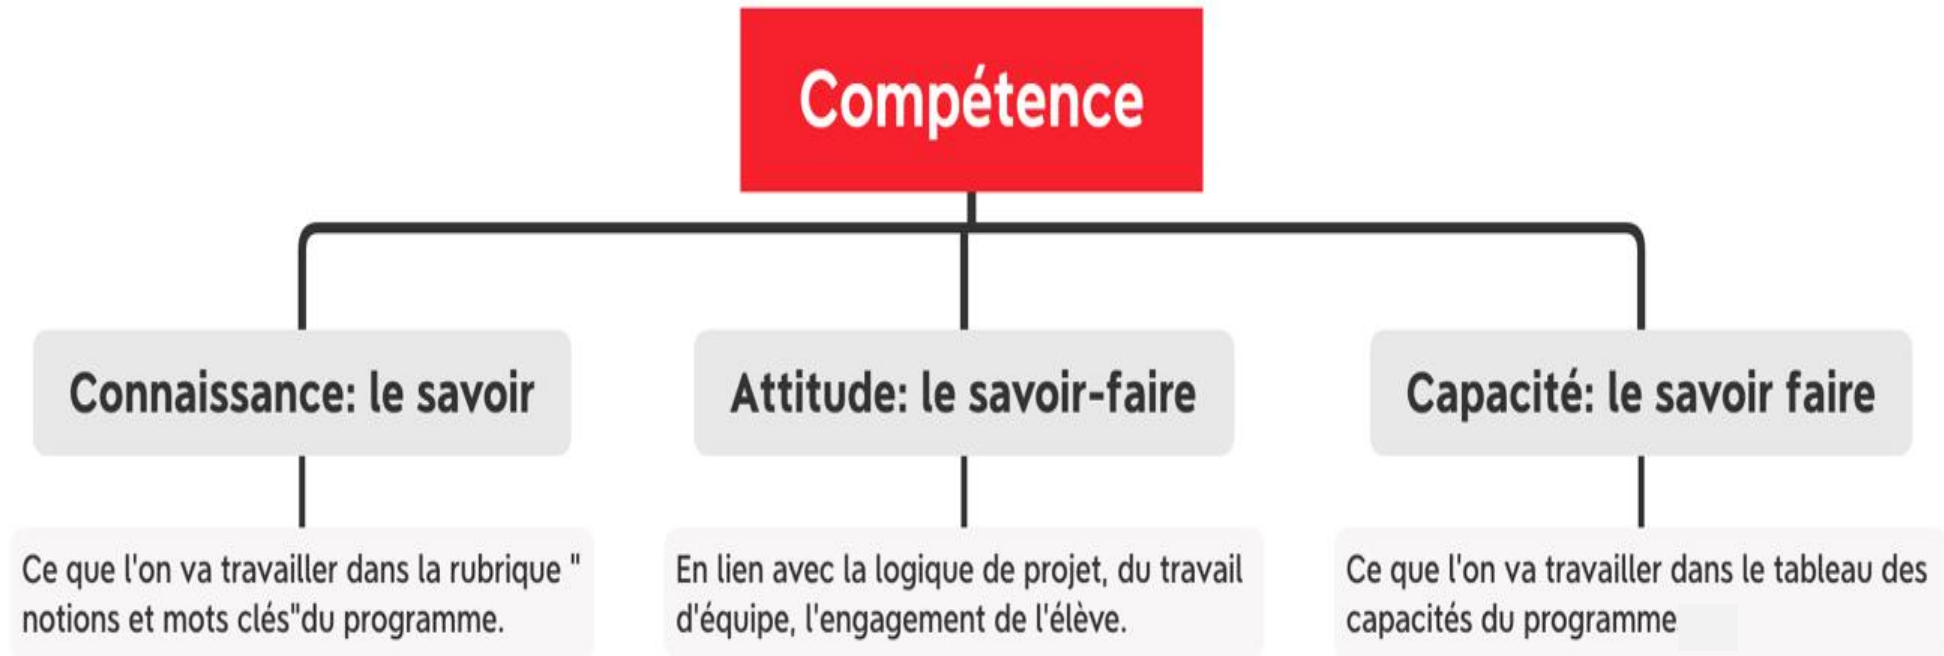 Compétence
Connaissance: le savoir
Attitude: le savoir-faire
Capacité: le savoir faire
Ce que l'on va travailler dans la rubrique "
notions et mots clés"du programme.
En lien avec la logique de projet, du travail
d'équipe, l'engagement de l'élève.
Ce que l'on va travailler dans le tableau des
capacités du programme